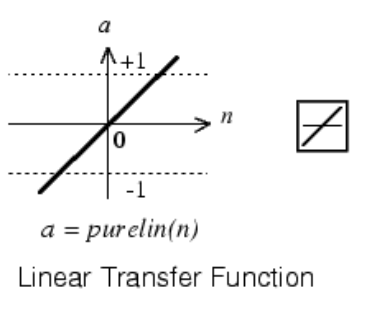 a
+1
n
0
-1
a = purelin(n)
Linear Transfer Function